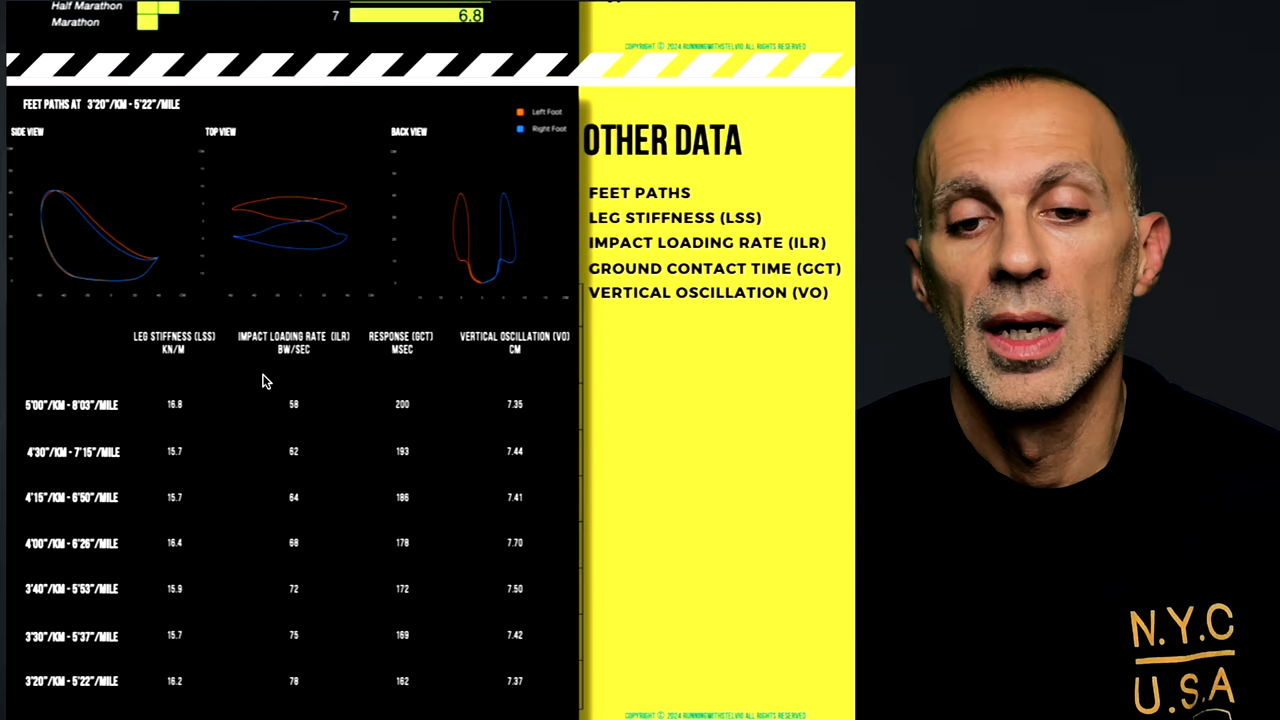 Half Marathon
Marathon
7
6.8
COPYRIGHT © 2024 RUNNINGWITHSTELVIO ALL RIGHTS RESERVED
FEET PATHS AT 3'20"/KM - 5'22"/MILE
Left Foot
Right Foot
SIDE VIEW
TOP VIEW
BACK VIEW
OTHER DATA
FEET PATHS
LEG STIFFNESS (LSS)
IMPACT LOADING RATE (ILR)
GROUND CONTACT TIME (GCT)
VERTICAL OSCILLATION (VO)
LEG STIFFNESS (LSS) IMPACT LOADING RATE (ILR) RESPONSE (GCT) VERTICAL OSCILLATION (VO)
KN/M BW/SEC MSEC CM
5'00"/KM - 8'03"/MILE 16.8 58 200 7.35
4'30"/KM - 7'15"/MILE 15.7 62 193 7.44
4'15"/KM - 6'50"/MILE 15.7 64 186 7.41
4'00"/KM - 6'26"/MILE 16.4 68 178 7.70
3'40"/KM - 5'53"/MILE 15.9 72 172 7.50
3'30"/KM - 5'37"/MILE 15.7 75 169 7.42
3'20"/KM - 5'22"/MILE 16.2 78 162 7.37
COPYRIGHT © 2024 RUNNINGWITHSTELVIO ALL RIGHTS RESERVED
N.Y.C
U.S.A